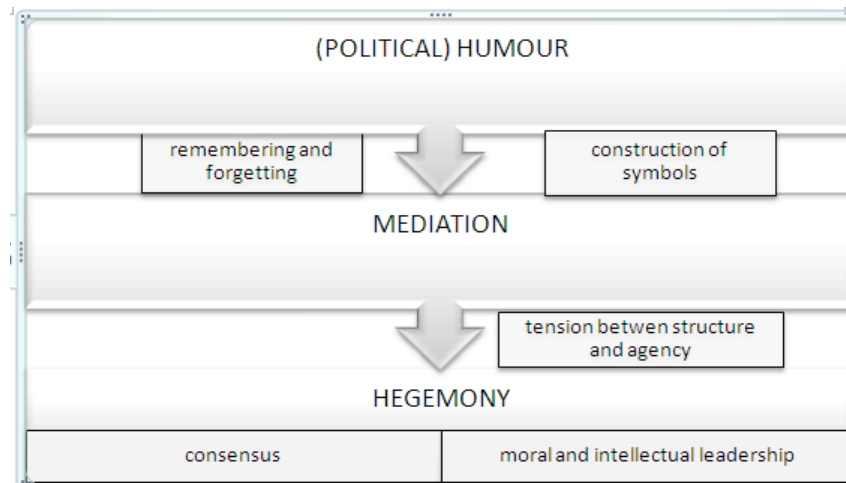 (POLITICAL) HUMOUR
remembering and
forgetting
construction of
symbols
MEDIATION
tension betwen structure
and agency
HEGEMONY
consensus
moral and intellectual leadership